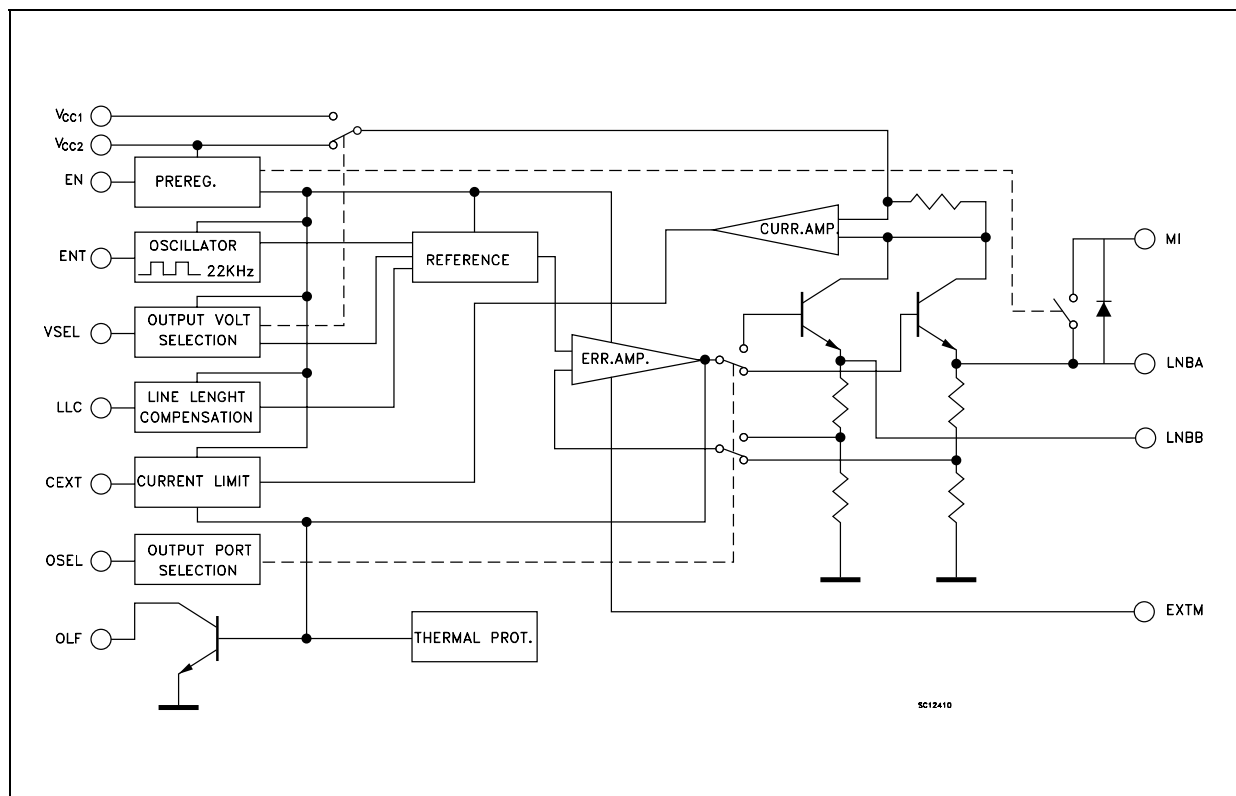 VCC1
VCC2
EN
PREREG.
ENT
OSCILLATOR
22KHz
REFERENCE
CURR.AMP.
MI
VSEL
OUTPUT VOLT
SELECTION
ERR.AMP.
LNBA
LLC
LINE LENGHT
COMPENSATION
LNBB
CEXT
CURRENT LIMIT
OSEL
OUTPUT PORT
SELECTION
EXTM
OLF
THERMAL PROT.
SC12410